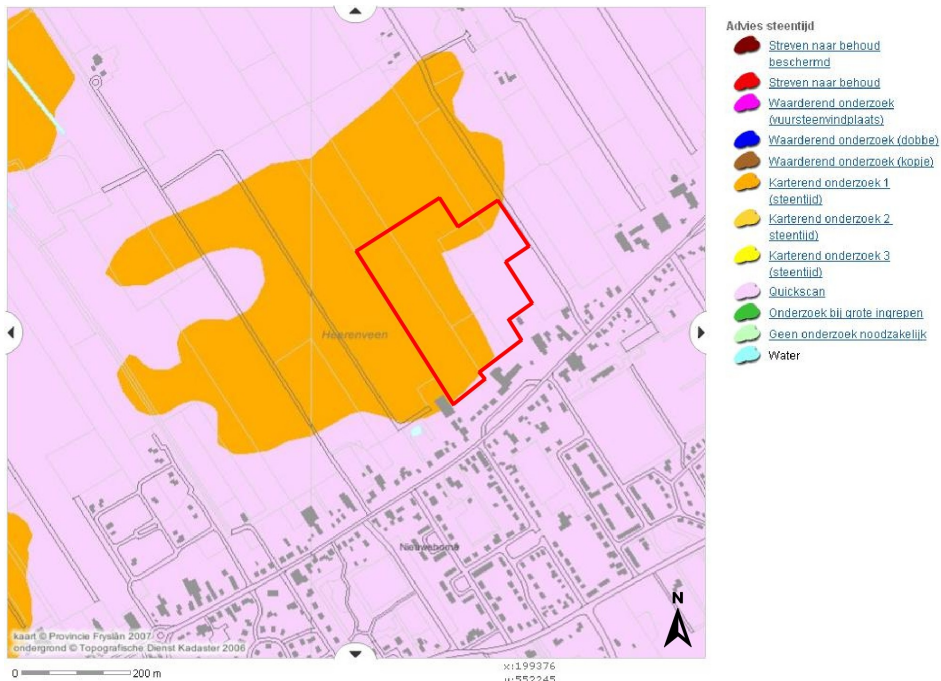 Advies steentijd
Streven naar behoud
beschermd
Streven naar behoud
Waarderend onderzoek
(vuursteenvindplaats)
Waarderend onderzoek (dobbe)
Waarderend onderzoek (kopje)
Karterend onderzoek 1
(steentijd)
Karterend onderzoek 2
steentijd)
Karterend onderzoek 3
(steentijd)
Quickscan
Onderzoek bij grote ingrepen
Geen onderzoek noodzakelijk
Water
Heerenveen
Nieuwehorne
N
kaart © Provincie Fryslân 2007
ondergrond © Topografische Dienst Kadaster 2006
0 200 m
x:199376
y:552245